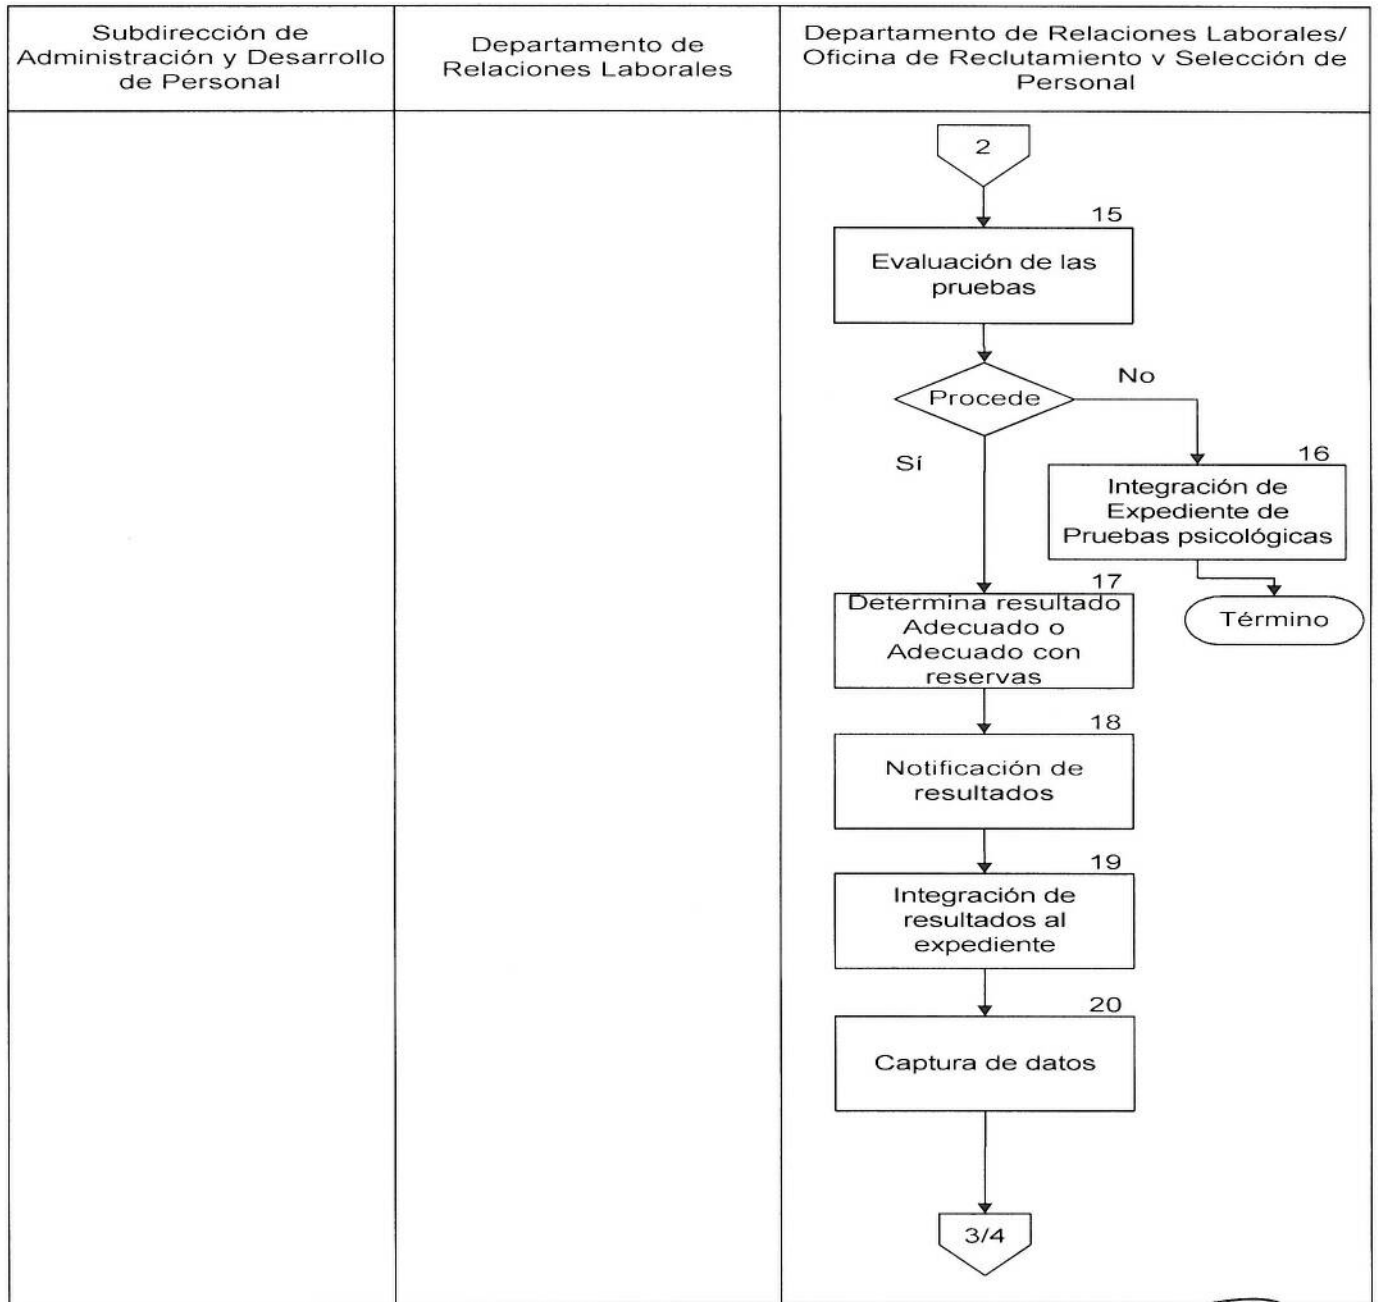 Subdirección de
Administración y Desarrollo
de Personal
Departamento de
Relaciones Laborales
Departamento de Relaciones Laborales/
Oficina de Reclutamiento v Selección de
Personal
2
15
Evaluación de las
pruebas
Procede
No
Sí
16
Integración de
Expediente de
Pruebas psicológicas
Término
17
Determina resultado
Adecuado o
Adecuado con
reservas
18
Notificación de
resultados
19
Integración de
resultados al
expediente
20
Captura de datos
3/4